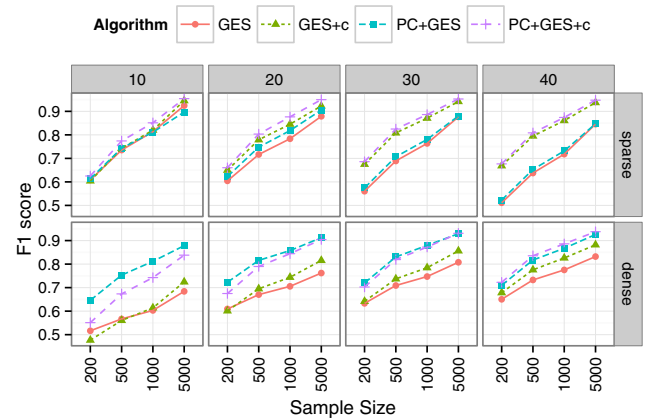 Algorithm GES GES+c PC+GES PC+GES+c
10 20 30 40
0.9
0.8
0.7
0.6
0.5
sparse
0.9
0.8
0.7
0.6
0.5
dense
F1 score
200 500 1000 5000 200 500 1000 5000 200 500 1000 5000 200 500 1000 5000
Sample Size